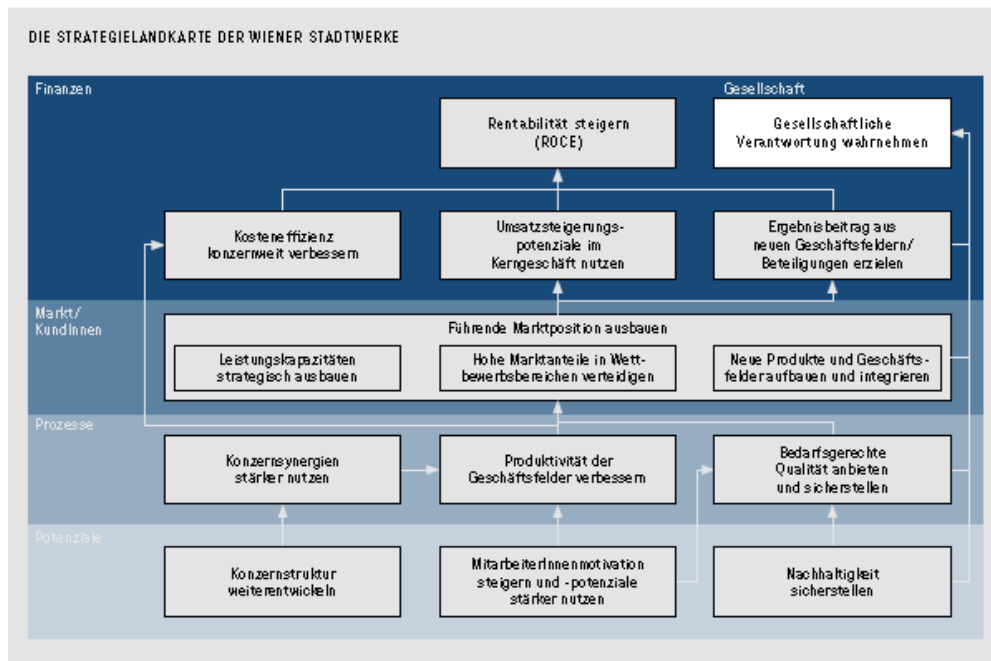 DIE STRATEGIELANDKARTE DER WIENER STADTWERKE
Finanzen
Gesellschaft
Rentabilität steigern
(ROCE)
Gesellschaftliche
Verantwortung wahrnehmen
Kosteneffizienz
konzernweit verbessern
Umsatzsteigerungs-
potenziale im
Kerngeschäft nutzen
Ergebnisbeitrag aus
neuen Geschäftsfeldern/
Beteiligungen erzielen
Markt/
KundInnen
Führende Marktposition ausbauen
Leistungskapazitäten
strategisch ausbauen
Hohe Marktanteile in Wett-
bewerbsbereichen verteidigen
Neue Produkte und Geschäfts-
felder aufbauen und integrieren
Prozesse
Konzernsynergien
stärker nutzen
Produktivität der
Geschäftsfelder verbessern
Bedarfsgerechte
Qualität anbieten
und sicherstellen
Potenziale
Konzernstruktur
weiterentwickeln
MitarbeiterInnenmotivation
steigern und -potenziale
stärker nutzen
Nachhaltigkeit
sicherstellen